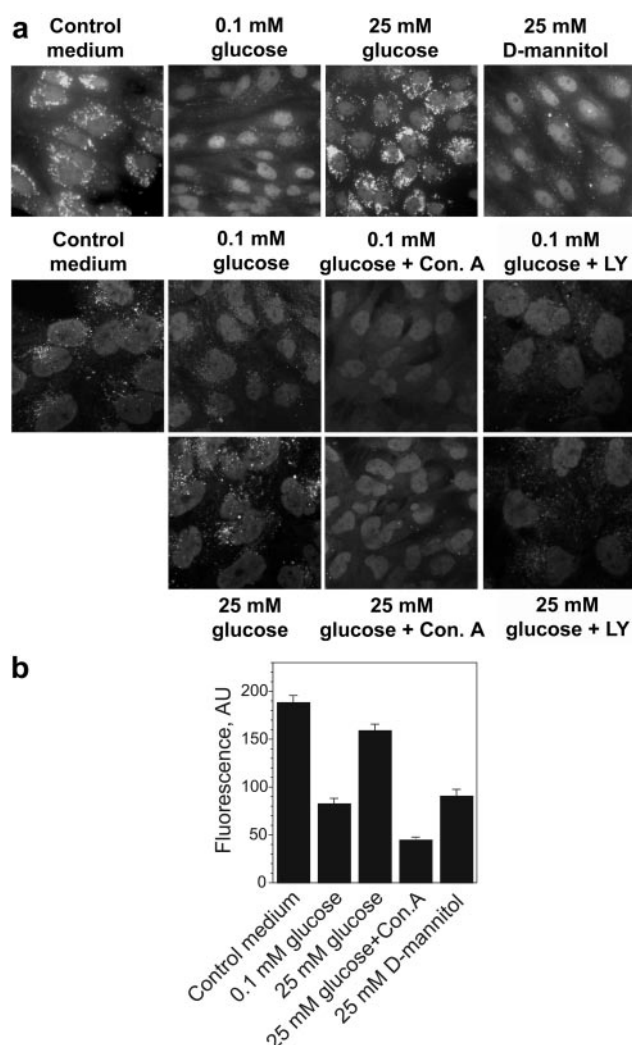 a
Control 0.1 mM 25 mM 25 mM
medium glucose glucose D-mannitol
Control 0.1 mM 0.1 mM 0.1 mM
medium glucose glucose + Con. A glucose + LY
25 mM 25 mM 25 mM
glucose glucose + Con. A glucose + LY
b
Fluorescence, AU
200
150
100
50
0
Control medium
0.1 mM glucose
25 mM glucose
25 mM glucose+Con.A
25 mM D-mannitol